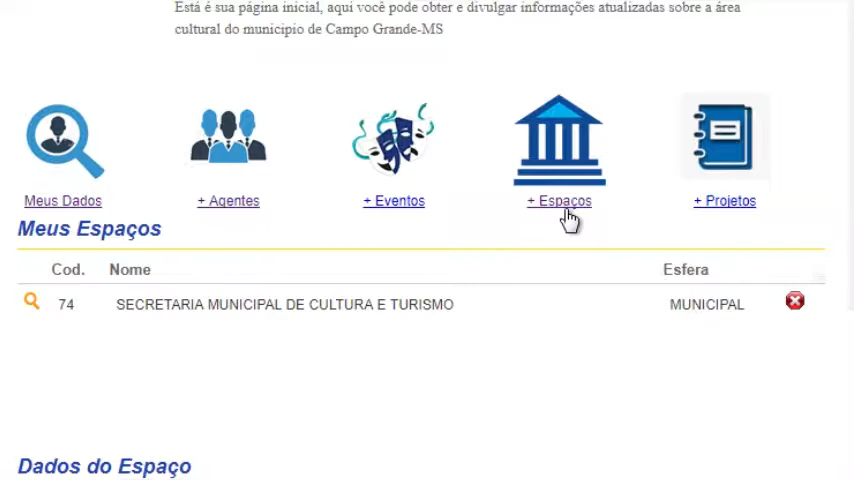 Está é sua página inicial, aqui você pode obter e divulgar informações atualizadas sobre a área
cultural do municipio de Campo Grande-MS
Meus Dados + Agentes + Eventos + Espaços + Projetos
Meus Espaços
Cod. Nome Esfera
74 SECRETARIA MUNICIPAL DE CULTURA E TURISMO MUNICIPAL
Dados do Espaço